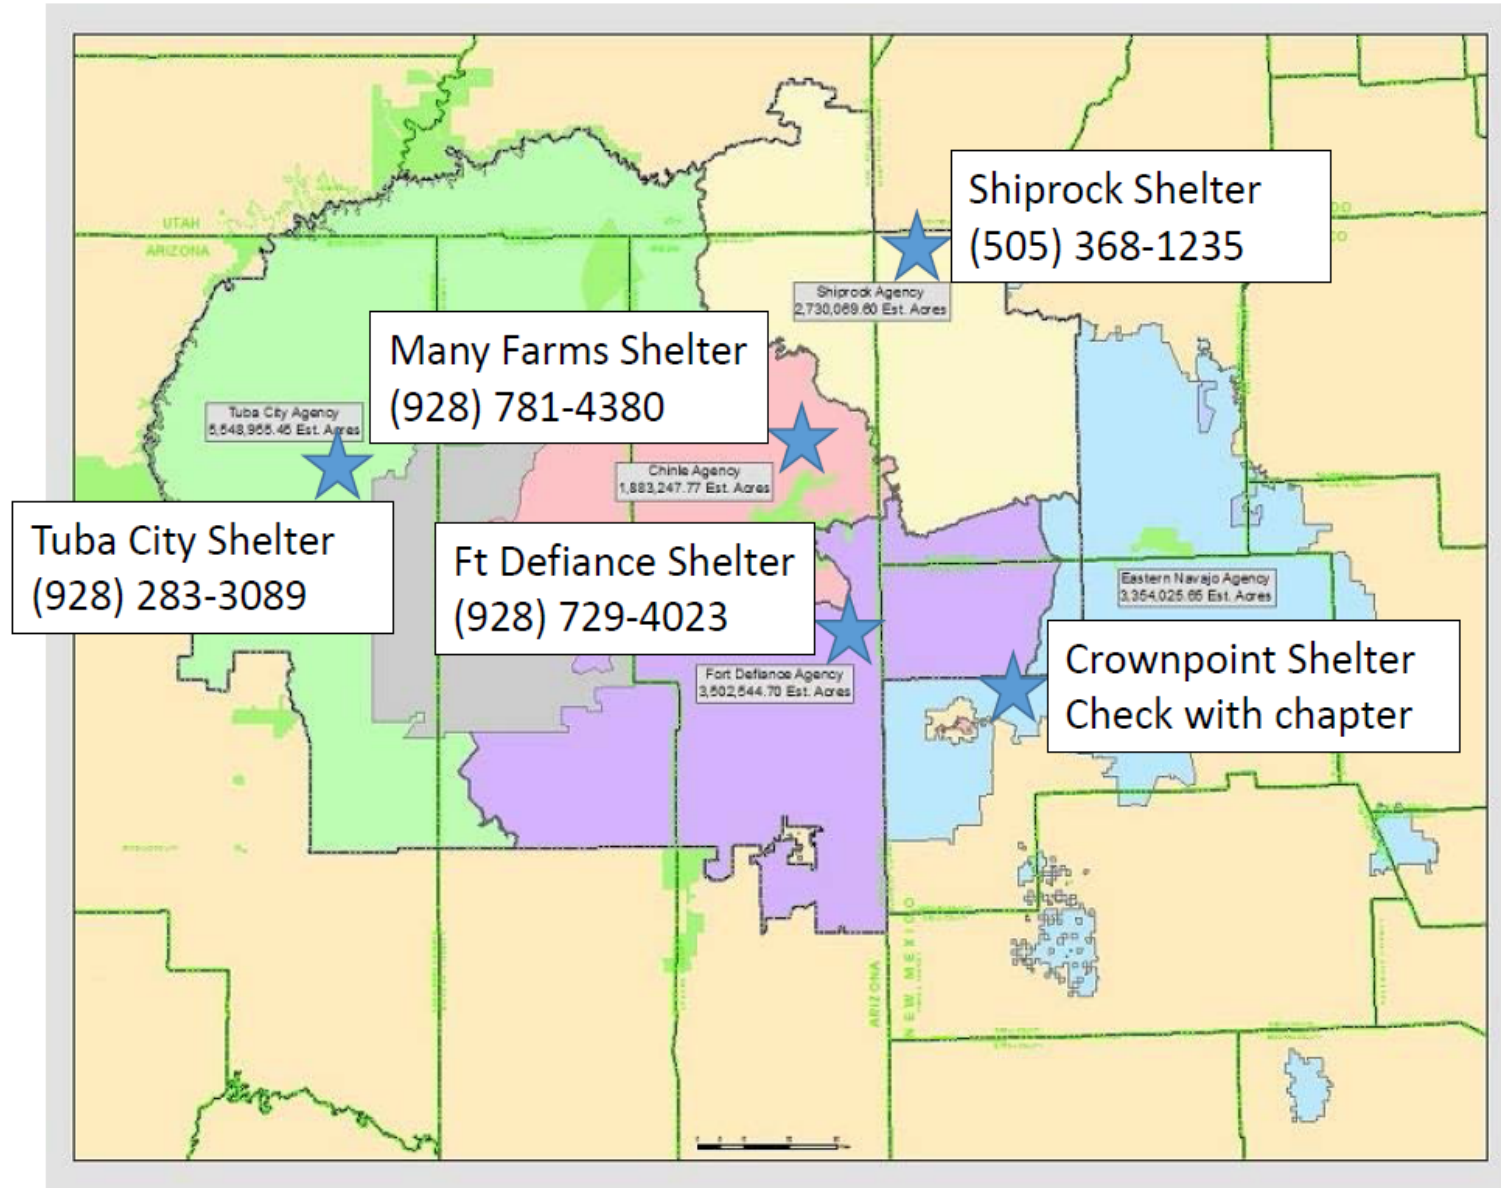 UTAH
ARIZONA
Shiprock Shelter
(505) 368-1235
Shiprock Agency
2,730,069.60 Est. Acres
Many Farms Shelter
(928) 781-4380
Tuba City Agency
5,548,965.46 Est. Acres
Chinle Agency
1,883,247.77 Est. Acres
Tuba City Shelter
(928) 283-3089
Ft Defiance Shelter
(928) 729-4023
Eastern Navajo Agency
3,354,025.65 Est. Acres
Crownpoint Shelter
Check with chapter
Fort Defiance Agency
3,502,644.70 Est. Acres
ARIZONA
NEW MEXICO